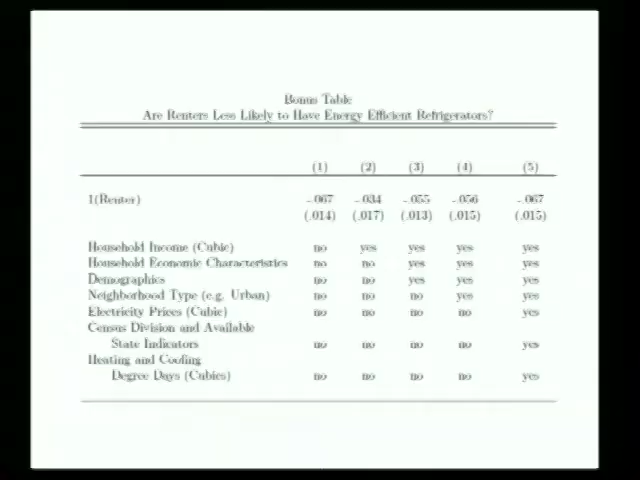 Bonus Table
Are Renters Less Likely to Have Energy Efficient Refrigerators?
(1) (2) (3) (4) (5)
1(Renter) -.067 -.034 -.055 -.056 -.067
(.014) (.017) (.013) (.015) (.015)
Household Income (Cubic) no yes yes yes yes
Household Economic Characteristics no no yes yes yes
Demographics no no yes yes yes
Neighborhood Type (e.g. Urban) no no no yes yes
Electricity Prices (Cubic) no no no no yes
Census Division and Available
State Indicators no no no no yes
Heating and Cooling
Degree Days (Cubics) no no no no yes